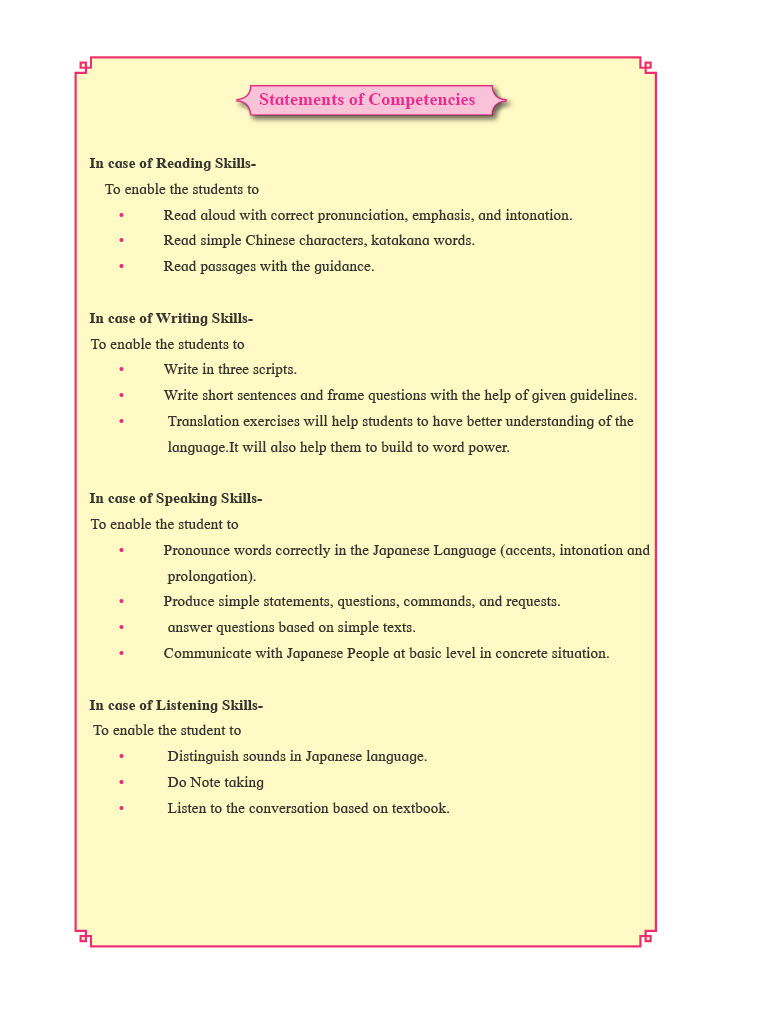 Statements of Competencies
In case of Reading Skills-
To enable the students to
• Read aloud with correct pronunciation, emphasis, and intonation.
• Read simple Chinese characters, katakana words.
• Read passages with the guidance.
In case of Writing Skills-
To enable the students to
• Write in three scripts.
• Write short sentences and frame questions with the help of given guidelines.
• Translation exercises will help students to have better understanding of the
language.It will also help them to build to word power.
In case of Speaking Skills-
To enable the student to
• Pronounce words correctly in the Japanese Language (accents, intonation and
prolongation).
• Produce simple statements, questions, commands, and requests.
• answer questions based on simple texts.
• Communicate with Japanese People at basic level in concrete situation.
In case of Listening Skills-
To enable the student to
• Distinguish sounds in Japanese language.
• Do Note taking
• Listen to the conversation based on textbook.